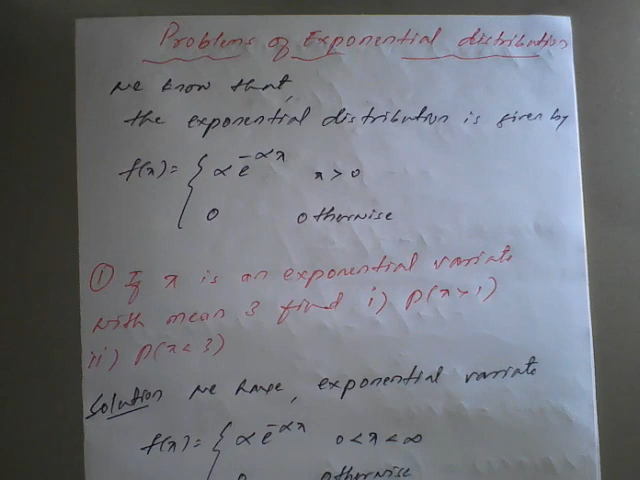 Problems of Exponential distribution
we know that,
the exponential distribution is given by
f(x) = { αe^-αx x > 0
0 otherwise
① If x is an exponential variate
with mean 3 find i) P(x>1)
ii) P(x<3)
Solution we have, exponential variate
f(x) = { αe^-αx 0<x<∞
0 otherwise